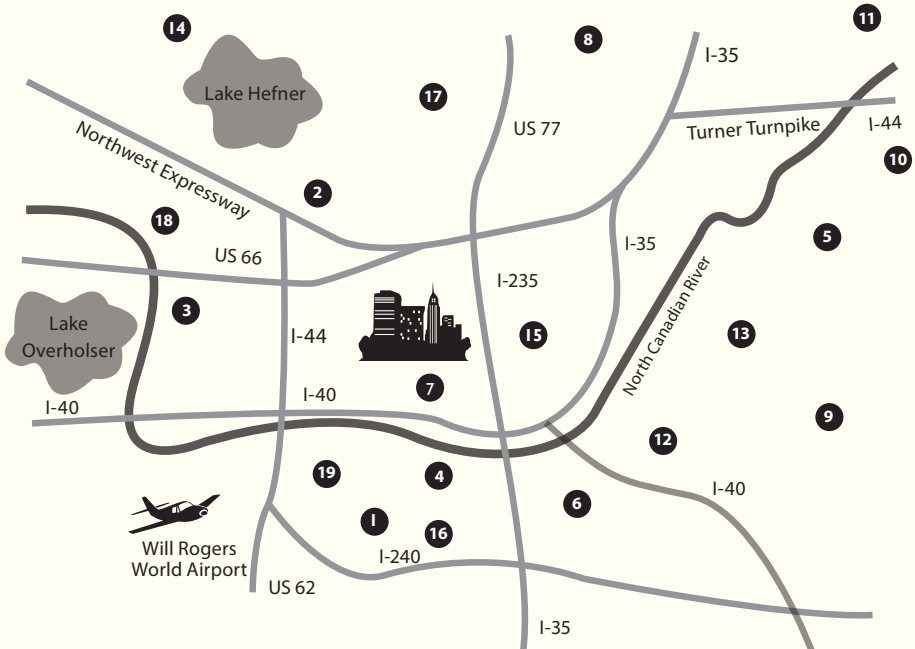 14
11
8
I-35
Lake Hefner
17
US 77
Turner Turnpike
I-44
Northwest Expressway
10
2
18
5
I-35
US 66
I-235
North Canadian River
3
Lake
Overholser
I-44
15
13
7
I-40
I-40
9
12
19
4
I-40
6
1
16
Will Rogers
World Airport
I-240
US 62
I-35